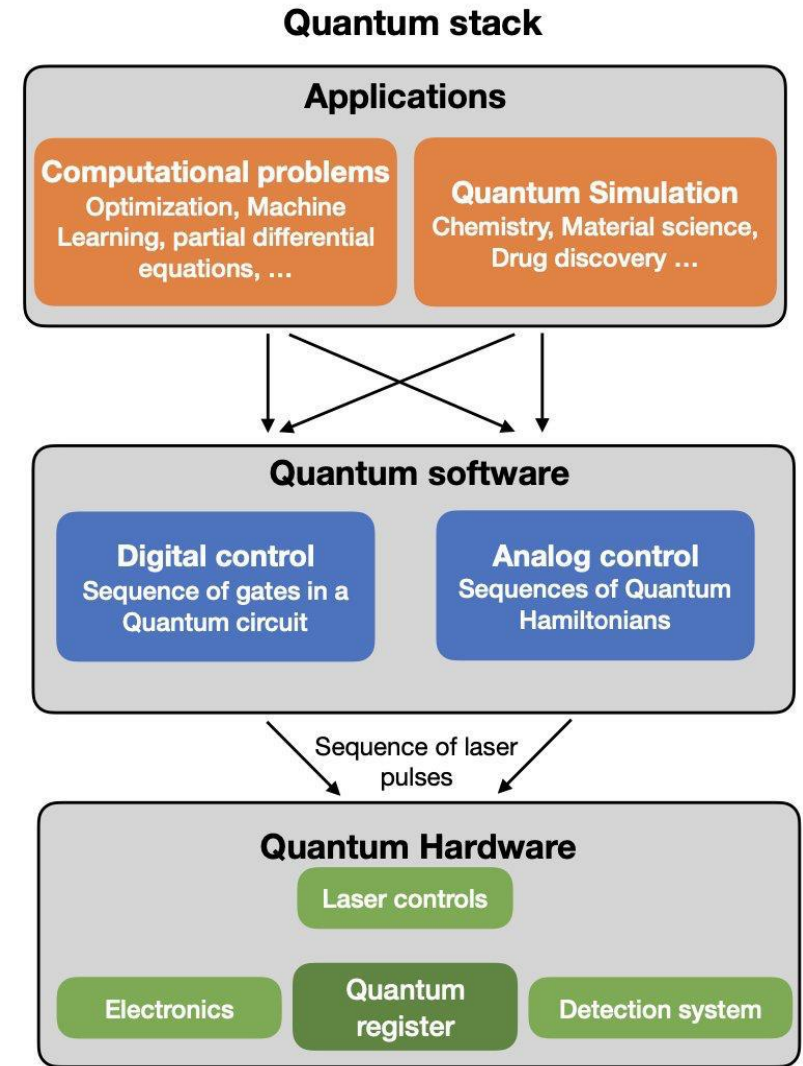 Quantum stack
Applications
Computational problems
Optimization, Machine
Learning, partial differential
equations, ...
Quantum Simulation
Chemistry, Material science,
Drug discovery ...
Quantum software
Digital control
Sequence of gates in a
Quantum circuit
Analog control
Sequences of Quantum
Hamiltonians
Sequence of laser
pulses
Quantum Hardware
Laser controls
Electronics
Quantum
register
Detection system